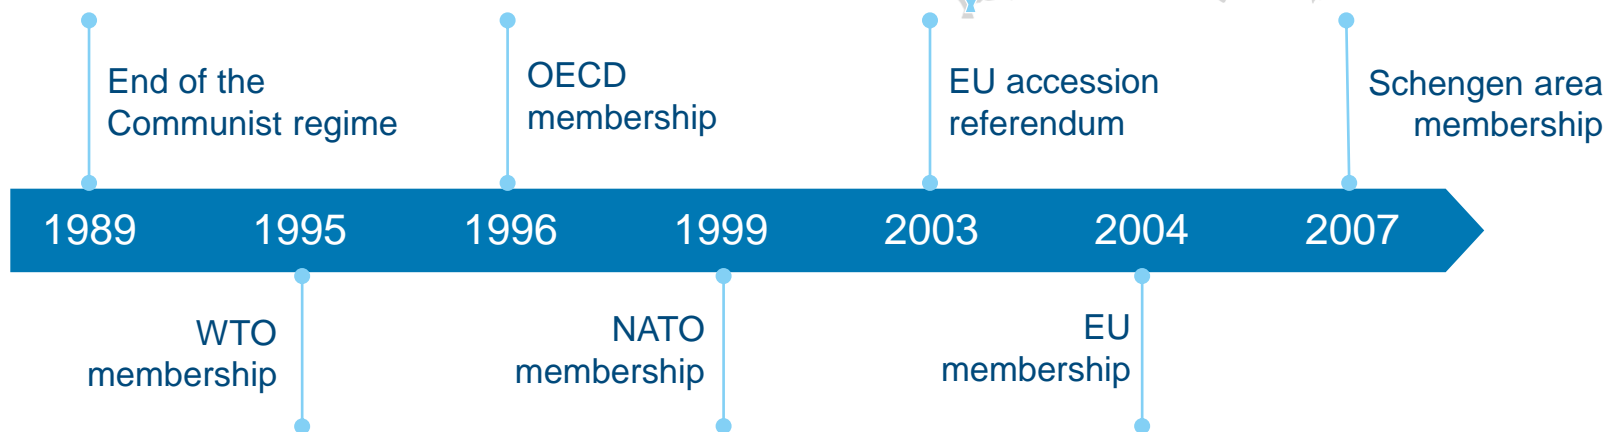 End of the
Communist regime
OECD
membership
EU accession
referendum
Schengen area
membership
1989 1995 1996 1999 2003 2004 2007
WTO
membership
NATO
membership
EU
membership